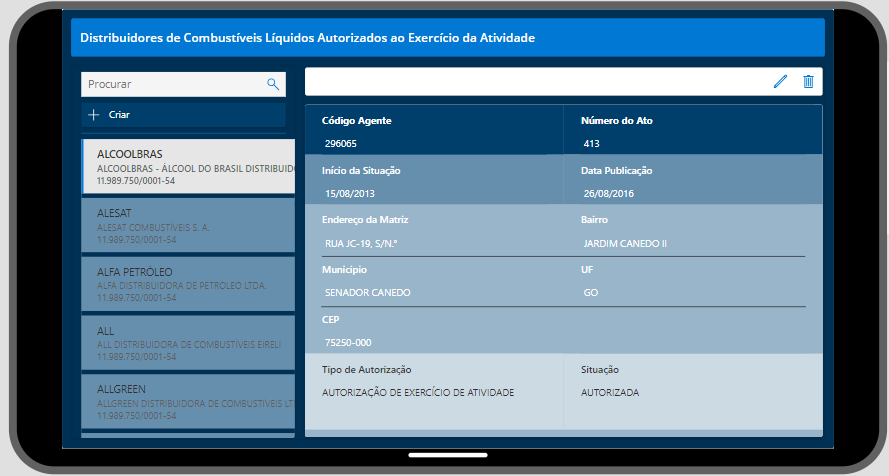 Distribuidores de Combustíveis Líquidos Autorizados ao Exercício da Atividade
Procurar
Criar
ALCOOLBRAS
ALCOOLBRAS - ÁLCOOL DO BRASIL DISTRIBUID
11.989.750/0001-54
ALESAT
ALESAT COMBUSTÍVEIS S. A.
11.989.750/0001-54
ALFA PETRÓLEO
ALFA DISTRIBUIDORA DE PETRÓLEO LTDA.
11.989.750/0001-54
ALL
ALL DISTRIBUIDORA DE COMBUSTÍVEIS EIRELI
11.989.750/0001-54
ALLGREEN
ALLGREEN DISTRIBUIDORA DE COMBUSTIVEIS LT
11.989.750/0001-54
Código Agente
Número do Ato
296065
413
Início da Situação
Data Publicação
15/08/2013
26/08/2016
Endereço da Matriz
Bairro
RUA JC-19, S/N.º
JARDIM CANEDO II
Municipio
UF
SENADOR CANEDO
GO
CEP
75250-000
Tipo de Autorização
Situação
AUTORIZAÇÃO DE EXERCÍCIO DE ATIVIDADE
AUTORIZADA